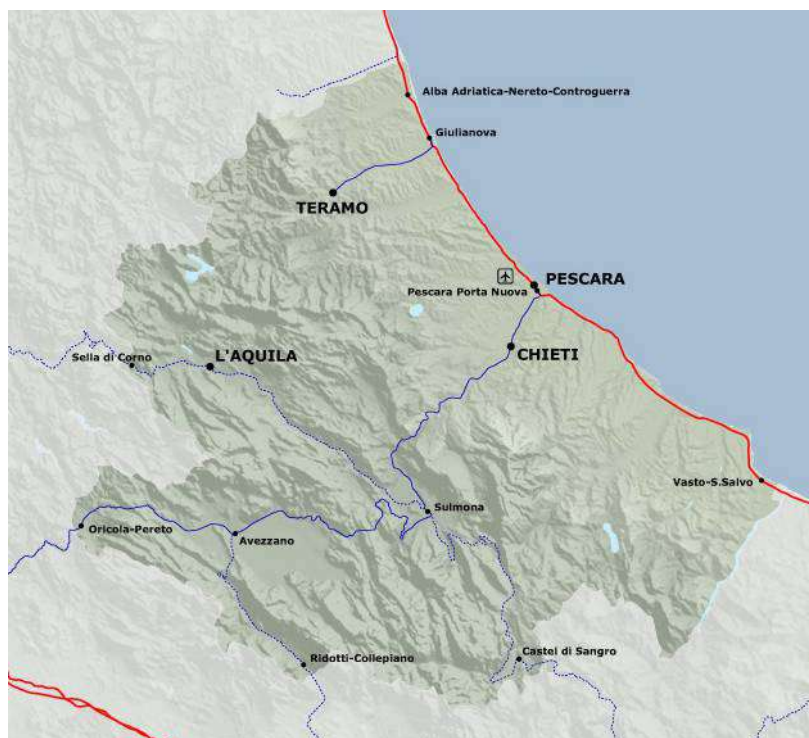 Alba Adriatica-Nereto-Controguerra
Giulianova
TERAMO
PESCARA
Pescara Porta Nuova
CHIETI
Sella di Corno
L'AQUILA
Vasto-S.Salvo
Sulmona
Oricola-Pereto
Avezzano
Castel di Sangro
Ridotti-Collepiano